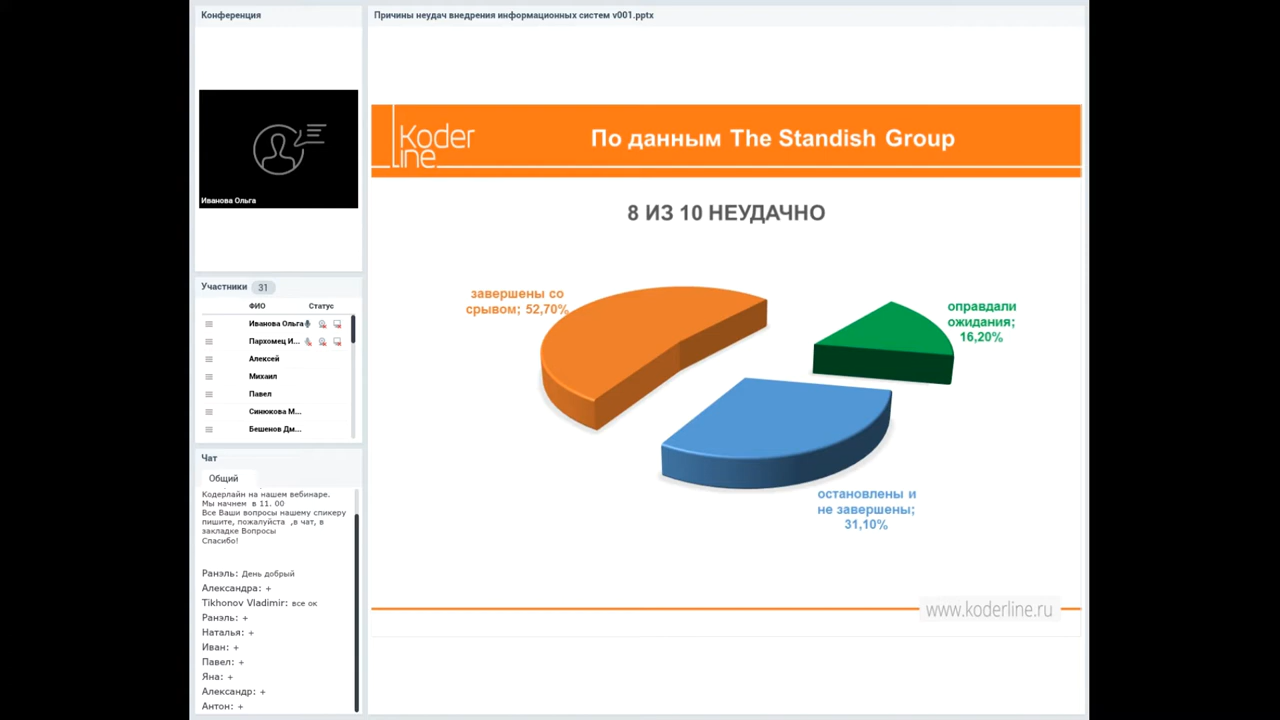 Конференция
Иванова Ольга
Участники 31
ФИО Статус
Иванова Ольга
Пархомец И...
Алексей
Михаил
Павел
Синюкова М...
Бешенов Дм...
Чат
Общий
Кодерлайн на нашем вебинаре.
Мы начнем в 11. 00
Все Ваши вопросы нашему спикеру
пишите, пожалуйста ,в чат, в
закладке Вопросы
Спасибо!
Ранэль: День добрый
Александра: +
Tikhonov Vladimir: все ок
Ранэль: +
Наталья: +
Иван: +
Павел: +
Яна: +
Александр: +
Антон: +
Причины неудач внедрения информационных систем v001.pptx
Koder
line
По данным The Standish Group
8 ИЗ 10 НЕУДАЧНО
завершены со
срывом; 52,70%
оправдали
ожидания;
16,20%
остановлены и
не завершены;
31,10%
www.koderline.ru